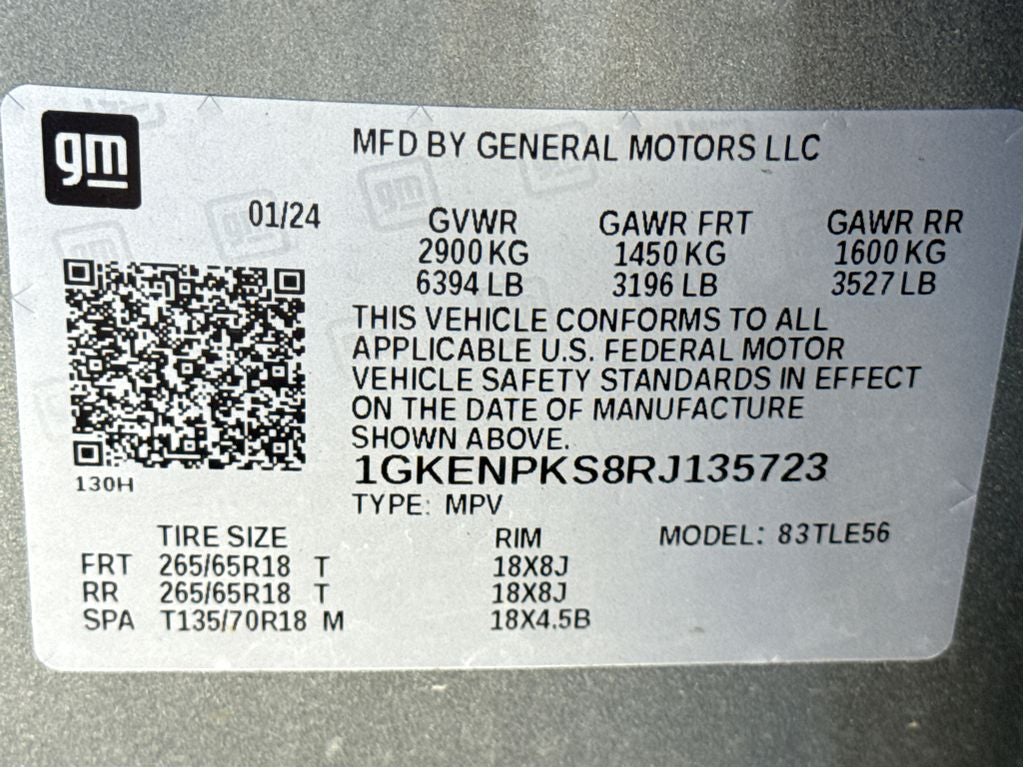 gm
MFD BY GENERAL MOTORS LLC
01/24
GVWR GAWR FRT GAWR RR
2900 KG 1450 KG 1600 KG
6394 LB 3196 LB 3527 LB
THIS VEHICLE CONFORMS TO ALL
APPLICABLE U.S. FEDERAL MOTOR
VEHICLE SAFETY STANDARDS IN EFFECT
ON THE DATE OF MANUFACTURE
SHOWN ABOVE.
1GKENPKS8RJ135723
130H
TYPE: MPV
TIRE SIZE RIM MODEL: 83TLE56
FRT 265/65R18 T 18X8J
RR 265/65R18 T 18X8J
SPA T135/70R18 M 18X4.5B